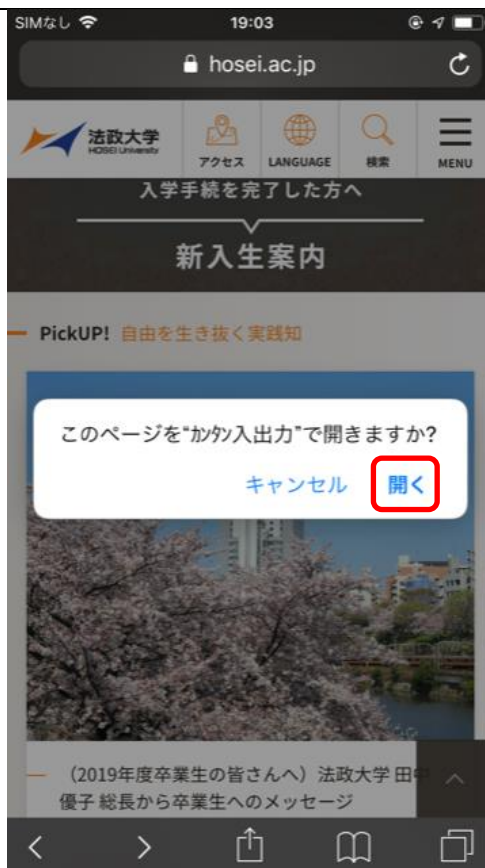 SIMなし
19:03
hosei.ac.jp
法政大学
HOSEI University
アクセス
LANGUAGE
検索
MENU
入学手続を完了した方へ
新入生案内
PickUP! 自由を生き抜く実践知
このページを“カンタン入出力”で開きますか?
キャンセル
開く
(2019年度卒業生の皆さんへ)法政大学 田中
優子 総長から卒業生へのメッセージ